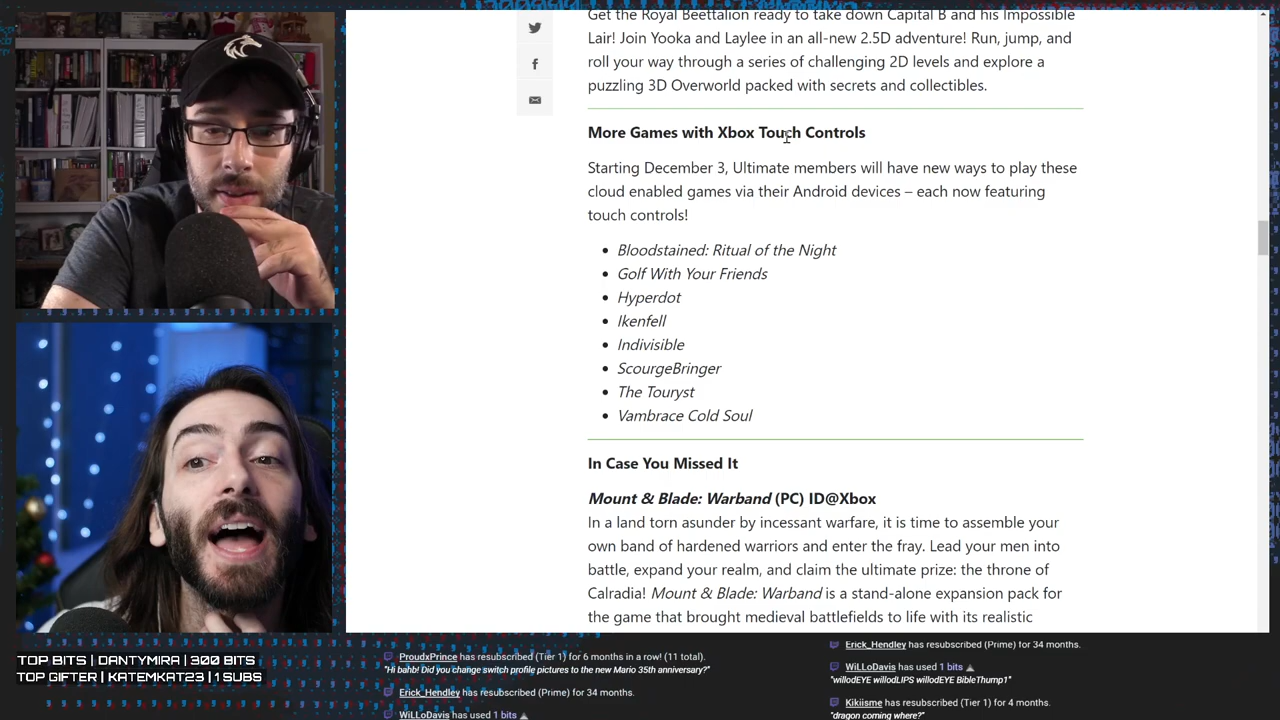 Get the Royal Beettalion ready to take down Capital B and his Impossible
Lair! Join Yooka and Laylee in an all-new 2.5D adventure! Run, jump, and
roll your way through a series of challenging 2D levels and explore a
puzzling 3D Overworld packed with secrets and collectibles.
More Games with Xbox Touch Controls
Starting December 3, Ultimate members will have new ways to play these
cloud enabled games via their Android devices – each now featuring
touch controls!
• Bloodstained: Ritual of the Night
• Golf With Your Friends
• Hyperdot
• Ikenfell
• Indivisible
• ScourgeBringer
• The Touryst
• Vambrace Cold Soul
In Case You Missed It
Mount & Blade: Warband (PC) ID@Xbox
In a land torn asunder by incessant warfare, it is time to assemble your
own band of hardened warriors and enter the fray. Lead your men into
battle, expand your realm, and claim the ultimate prize: the throne of
Calradia! Mount & Blade: Warband is a stand-alone expansion pack for
the game that brought medieval battlefields to life with its realistic
TOP BITS | DANTYMIRA | 300 BITS
TOP GIFTER | KATEMKAT23 | 1 SUBS
ProudxPrince has resubscribed (Tier 1) for 6 months in a row! (11 total).
"Hi bahb! Did you change switch profile pictures to the new Mario 35th anniversary?"
Erick_Hendley has resubscribed (Prime) for 34 months.
WiLLoDavis has used 1 bits
Erick_Hendley has resubscribed (Prime) for 34 months.
WiLLoDavis has used 1 bits
"willodEYE willodLIPS willodEYE BibleThump1"
Kikiisme has resubscribed (Tier 1) for 4 months.
"dragon coming where?"